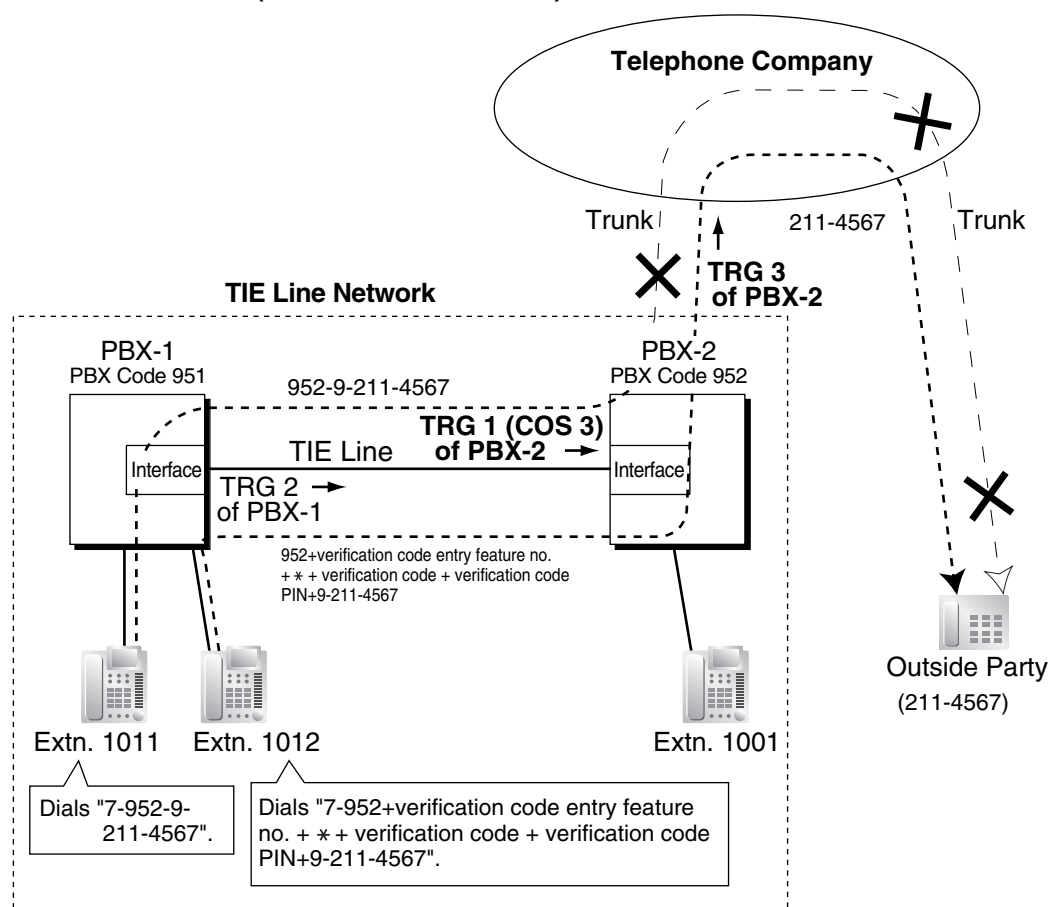 Telephone Company
Trunk
211-4567
Trunk
TRG 3
of PBX-2
TIE Line Network
PBX-1
PBX Code 951
PBX-2
PBX Code 952
952-9-211-4567
TRG 1 (COS 3)
of PBX-2
TIE Line
Interface
Interface
TRG 2
of PBX-1
952+verification code entry feature no.
+ * + verification code + verification code
PIN+9-211-4567
Outside Party
(211-4567)
Extn. 1011
Extn. 1012
Extn. 1001
Dials "7-952-9-
211-4567".
Dials "7-952+verification code entry feature
no. + * + verification code + verification code
PIN+9-211-4567".